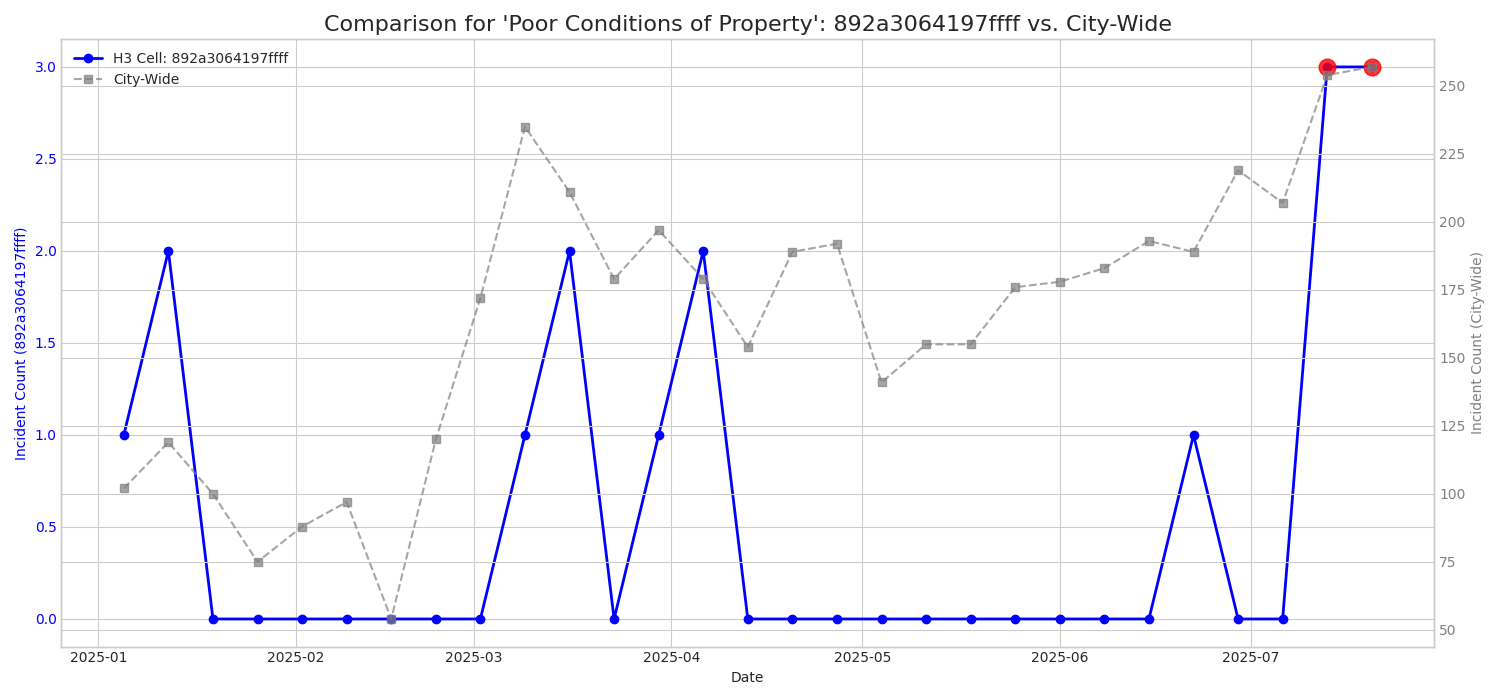 Comparison for 'Poor Conditions of Property': 892a3064197ffff vs. City-Wide
H3 Cell: 892a3064197ffff
City-Wide
Incident Count (892a3064197ffff)
3.0
2.5
2.0
1.5
1.0
0.5
0.0
Incident Count (City-Wide)
250
225
200
175
150
125
100
75
50
2025-01 2025-02 2025-03 2025-04 2025-05 2025-06 2025-07
Date